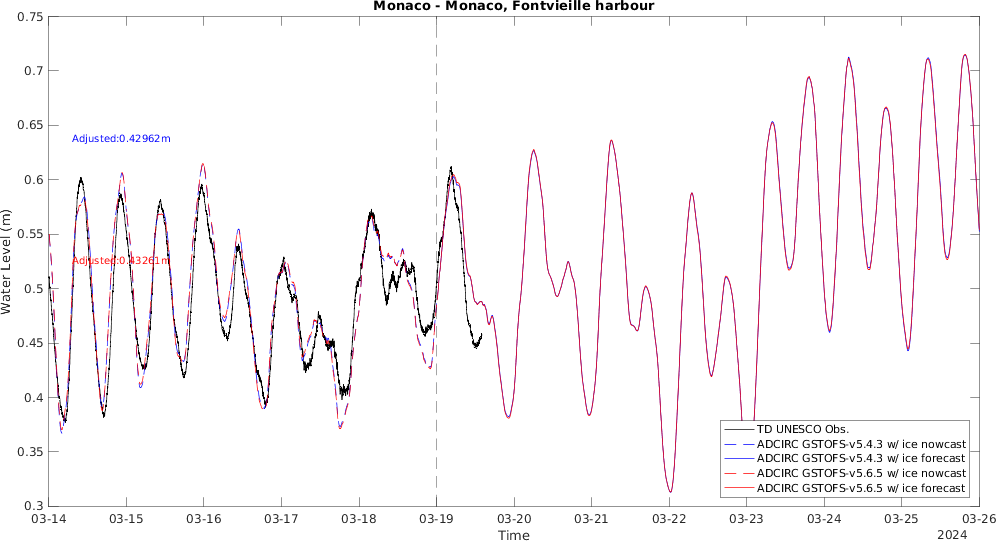 Monaco - Monaco, Fontvieille harbour
0.75
0.7
0.65
0.6
0.55
0.5
0.45
0.4
0.35
0.3
Water Level (m)
Adjusted:0.42962m
Adjusted:0.43261m
TD UNESCO Obs.
ADCIRC GSTOFS-v5.4.3 w/ ice nowcast
ADCIRC GSTOFS-v5.4.3 w/ ice forecast
ADCIRC GSTOFS-v5.6.5 w/ ice nowcast
ADCIRC GSTOFS-v5.6.5 w/ ice forecast
03-14 03-15 03-16 03-17 03-18 03-19 03-20 03-21 03-22 03-23 03-24 03-25 03-26
Time
2024